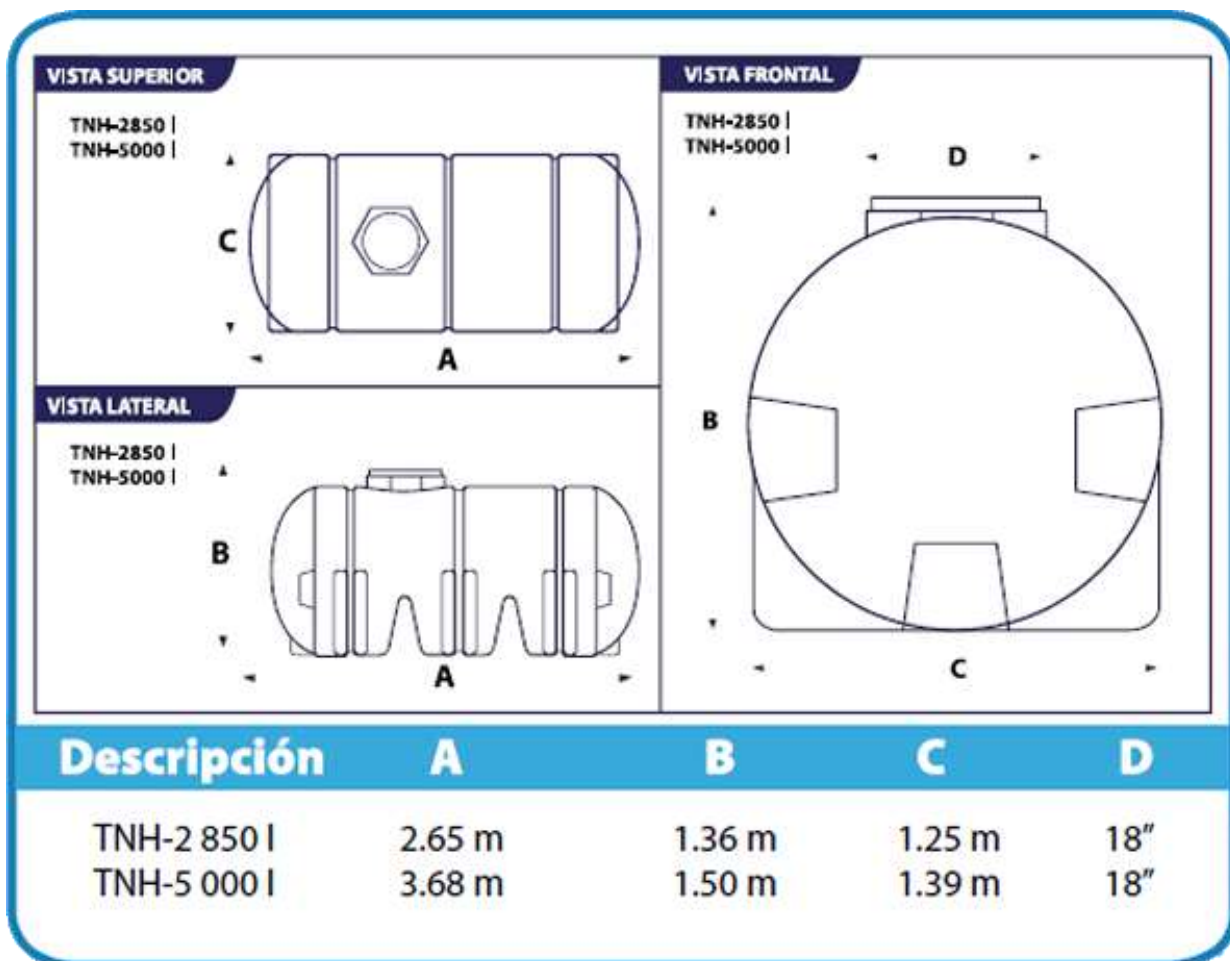 VISTA SUPERIOR
TNH-2850 l
TNH-5000 l
C
A
VISTA LATERAL
TNH-2850 l
TNH-5000 l
B
A
VISTA FRONTAL
TNH-2850 l
TNH-5000 l
D
B
C
Descripción A B C D
TNH-2 850 l 2.65 m 1.36 m 1.25 m 18”
TNH-5 000 l 3.68 m 1.50 m 1.39 m 18”